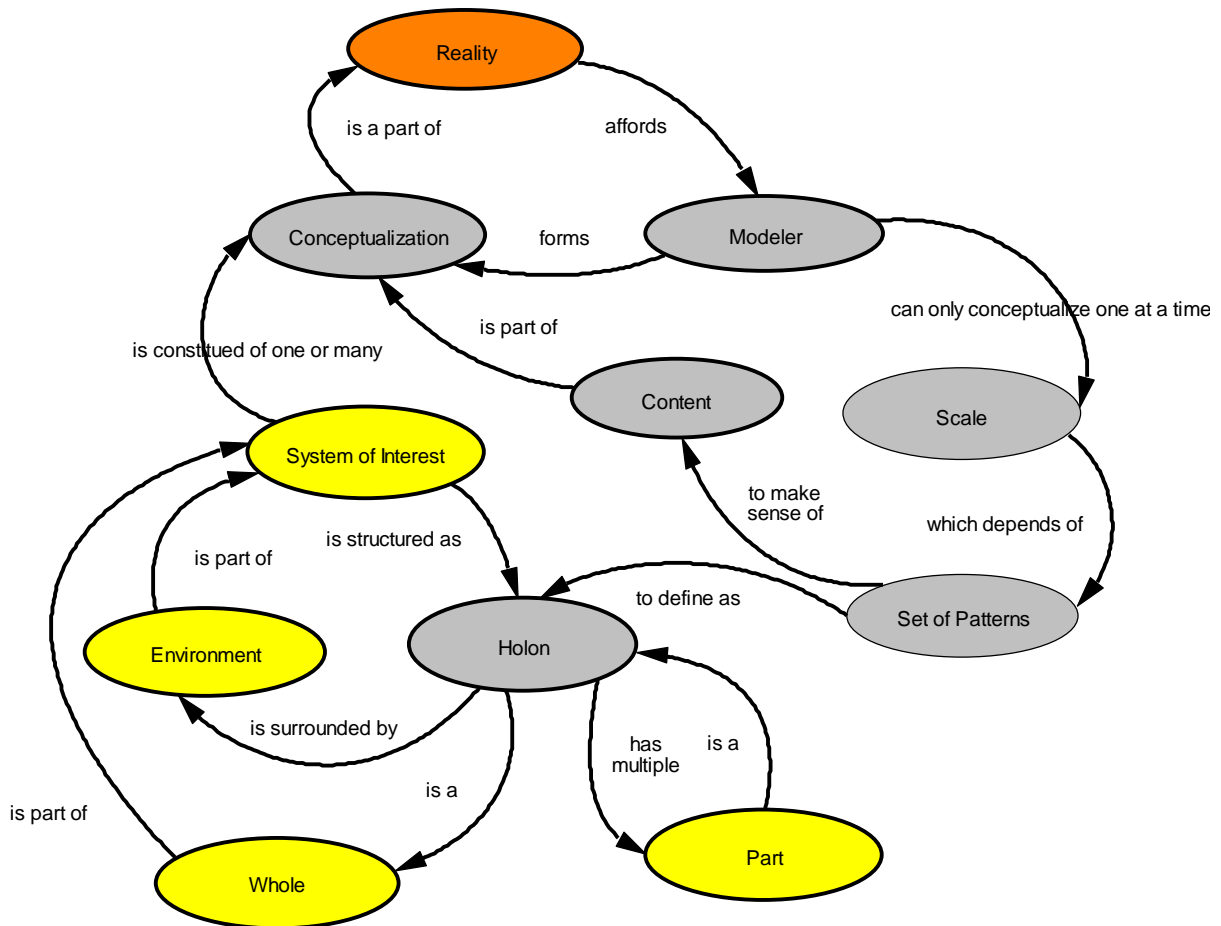 Reality
is a part of
affords
Conceptualization
forms
Modeler
can only conceptualize one at a time
is part of
is constitued of one or many
Content
Scale
System of Interest
to make
sense of
which depends of
is structured as
is part of
to define as
Set of Patterns
Environment
Holon
is surrounded by
has
multiple
is a
is a
is part of
Part
Whole